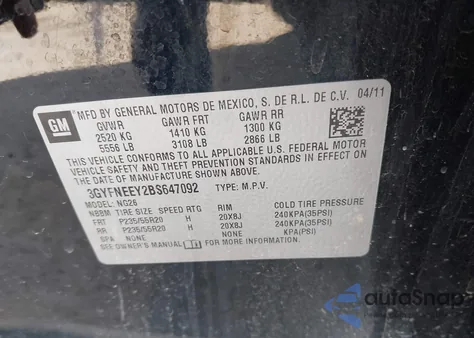 GM
MFD BY GENERAL MOTORS DE MEXICO, S. DE R.L. DE C.V. 04/11
GVWR GAWR FRT GAWR RR
2520 KG 1410 KG 1300 KG
5556 LB 3108 LB 2866 LB
THIS VEHICLE CONFORMS TO ALL APPLICABLE U.S. FEDERAL MOTOR
VEHICLE SAFETY AND THEFT PREVENTION STANDARDS IN EFFECT ON
THE DATE OF MANUFACTURE SHOWN ABOVE.
3GYFNEEY2BS647092 TYPE: M.P.V.
MODEL: NG26
NBBM TIRE SIZE SPEED RTG RIM COLD TIRE PRESSURE
FRT P235/55R20 H 20X8J 240KPA(35PSI)
RR P235/55R20 H 20X8J 240KPA(35PSI)
SPA NONE NONE KPA(PSI)
SEE OWNER'S MANUAL FOR MORE INFORMATION.
autoSnap